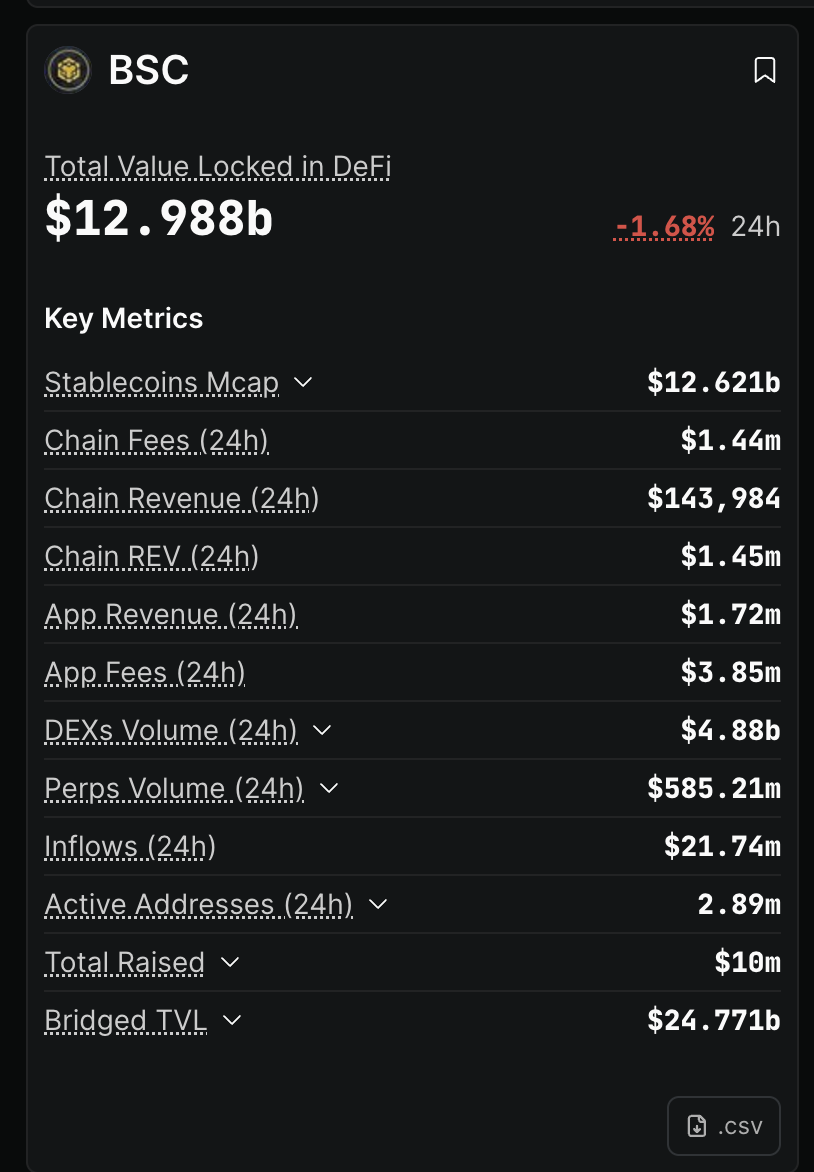 BSC
Total Value Locked in DeFi
$12.988b
-1.68% 24h
Key Metrics
Stablecoins Mcap $12.621b
Chain Fees (24h) $1.44m
Chain Revenue (24h) $143,984
Chain REV (24h) $1.45m
App Revenue (24h) $1.72m
App Fees (24h) $3.85m
DEXs Volume (24h) $4.88b
Perps Volume (24h) $585.21m
Inflows (24h) $21.74m
Active Addresses (24h) 2.89m
Total Raised $10m
Bridged TVL $24.771b
.csv